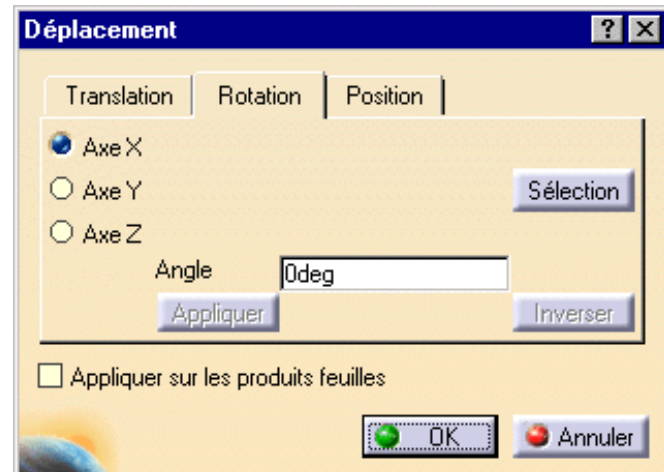 Déplacement
Translation Rotation Position
Axe X
Axe Y Sélection
Axe Z
Angle 0deg
Appliquer Inverser
Appliquer sur les produits feuilles
OK Annuler